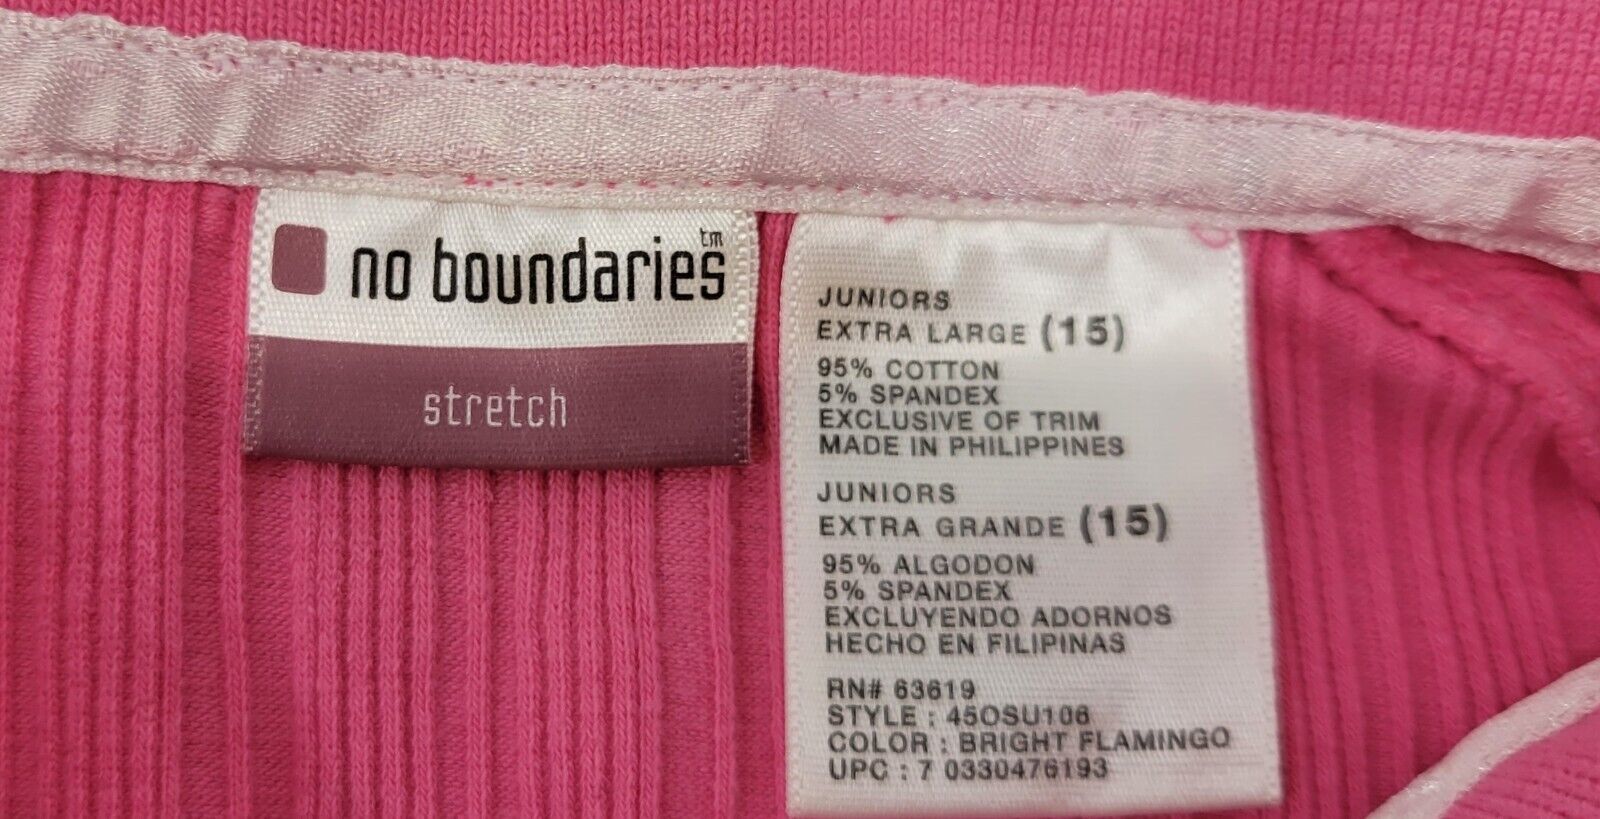 no boundaries™
stretch
JUNIORS
EXTRA LARGE (15)
95% COTTON
5% SPANDEX
EXCLUSIVE OF TRIM
MADE IN PHILIPPINES
JUNIORS
EXTRA GRANDE (15)
95% ALGODON
5% SPANDEX
EXCLUYENDO ADORNOS
HECHO EN FILIPINAS
RN# 63619
STYLE : 45OSU106
COLOR : BRIGHT FLAMINGO
UPC : 7 0330476193